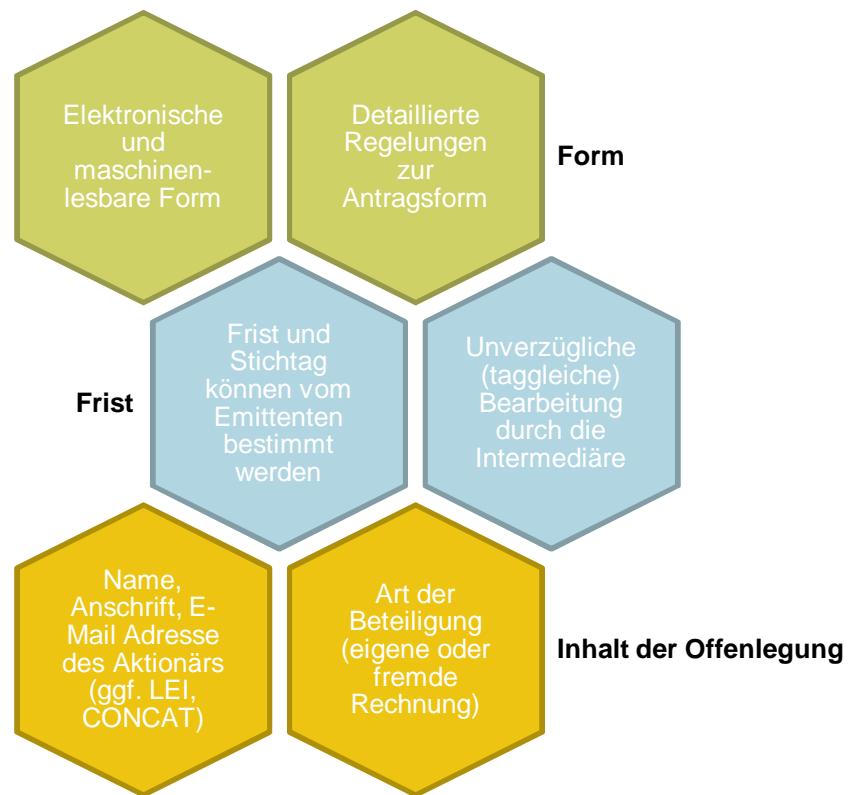 Elektronische
und
maschinen-
lesbare Form
Detaillierte
Regelungen
zur
Antragsform
Form
Frist
Frist und
Stichtag
können vom
Emittenten
bestimmt
werden
Unverzügliche
(taggleiche)
Bearbeitung
durch die
Intermediäre
Name,
Anschrift, E-
Mail Adresse
des Aktionärs
(ggf. LEI,
CONCAT)
Art der
Beteiligung
(eigene oder
fremde
Rechnung)
Inhalt der Offenlegung